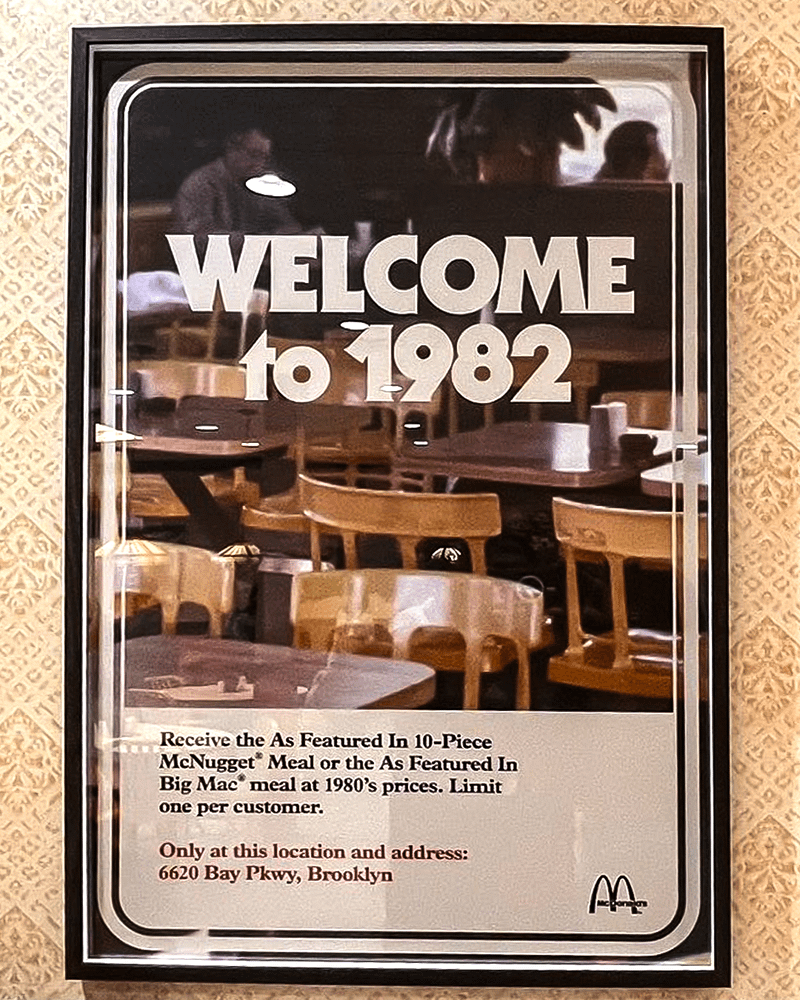 WELCOME
to 1982
Receive the As Featured In 10-Piece
McNugget® Meal or the As Featured In
Big Mac® meal at 1980's prices. Limit
one per customer.
Only at this location and address:
6620 Bay Pkwy, Brooklyn
McDonald's